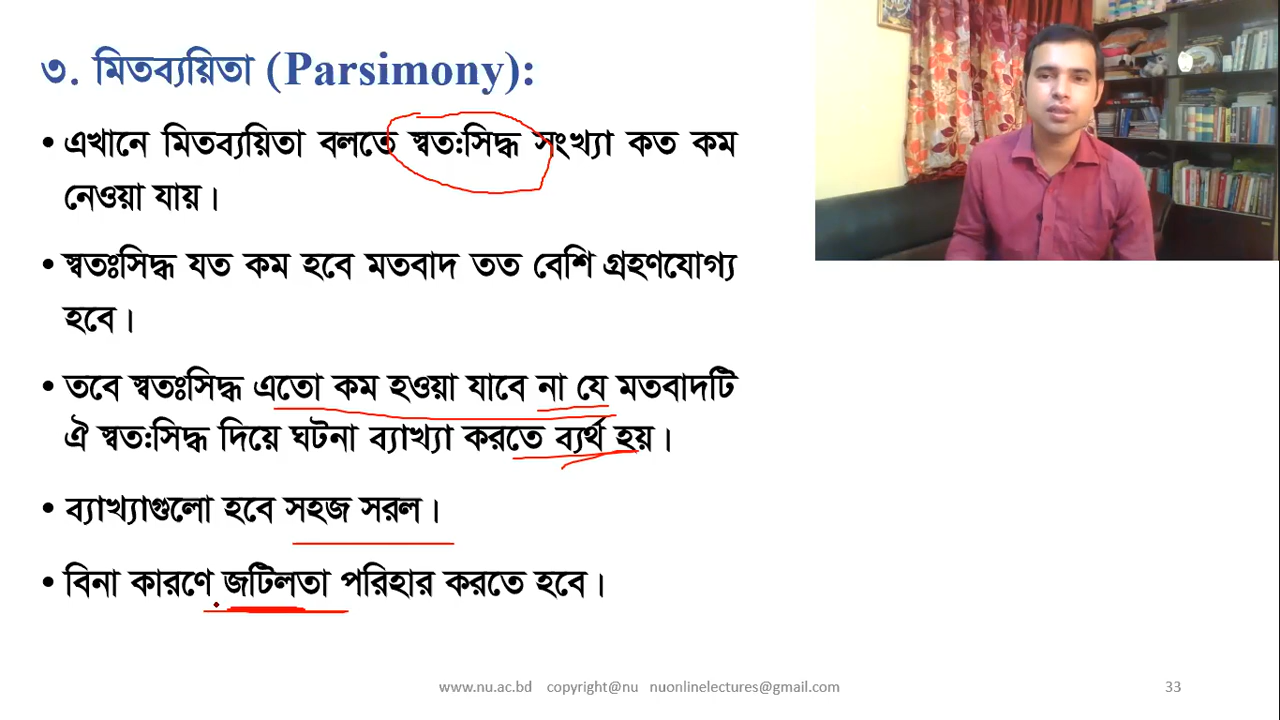 ৩. মিতব্যয়িতা (Parsimony):
• এখানে মিতব্যয়িতা বলতে স্বত:সিদ্ধ সংখ্যা কত কম
নেওয়া যায়।
• স্বতঃসিদ্ধ যত কম হবে মতবাদ তত বেশি গ্রহণযোগ্য
হবে।
• তবে স্বতঃসিদ্ধ এতো কম হওয়া যাবে না যে মতবাদটি
ঐ স্বত:সিদ্ধ দিয়ে ঘটনা ব্যাখ্যা করতে ব্যর্থ হয়।
• ব্যাখ্যাগুলো হবে সহজ সরল।
• বিনা কারণে জটিলতা পরিহার করতে হবে।
www.nu.ac.bd copyright@nu nuonlinelectures@gmail.com 33